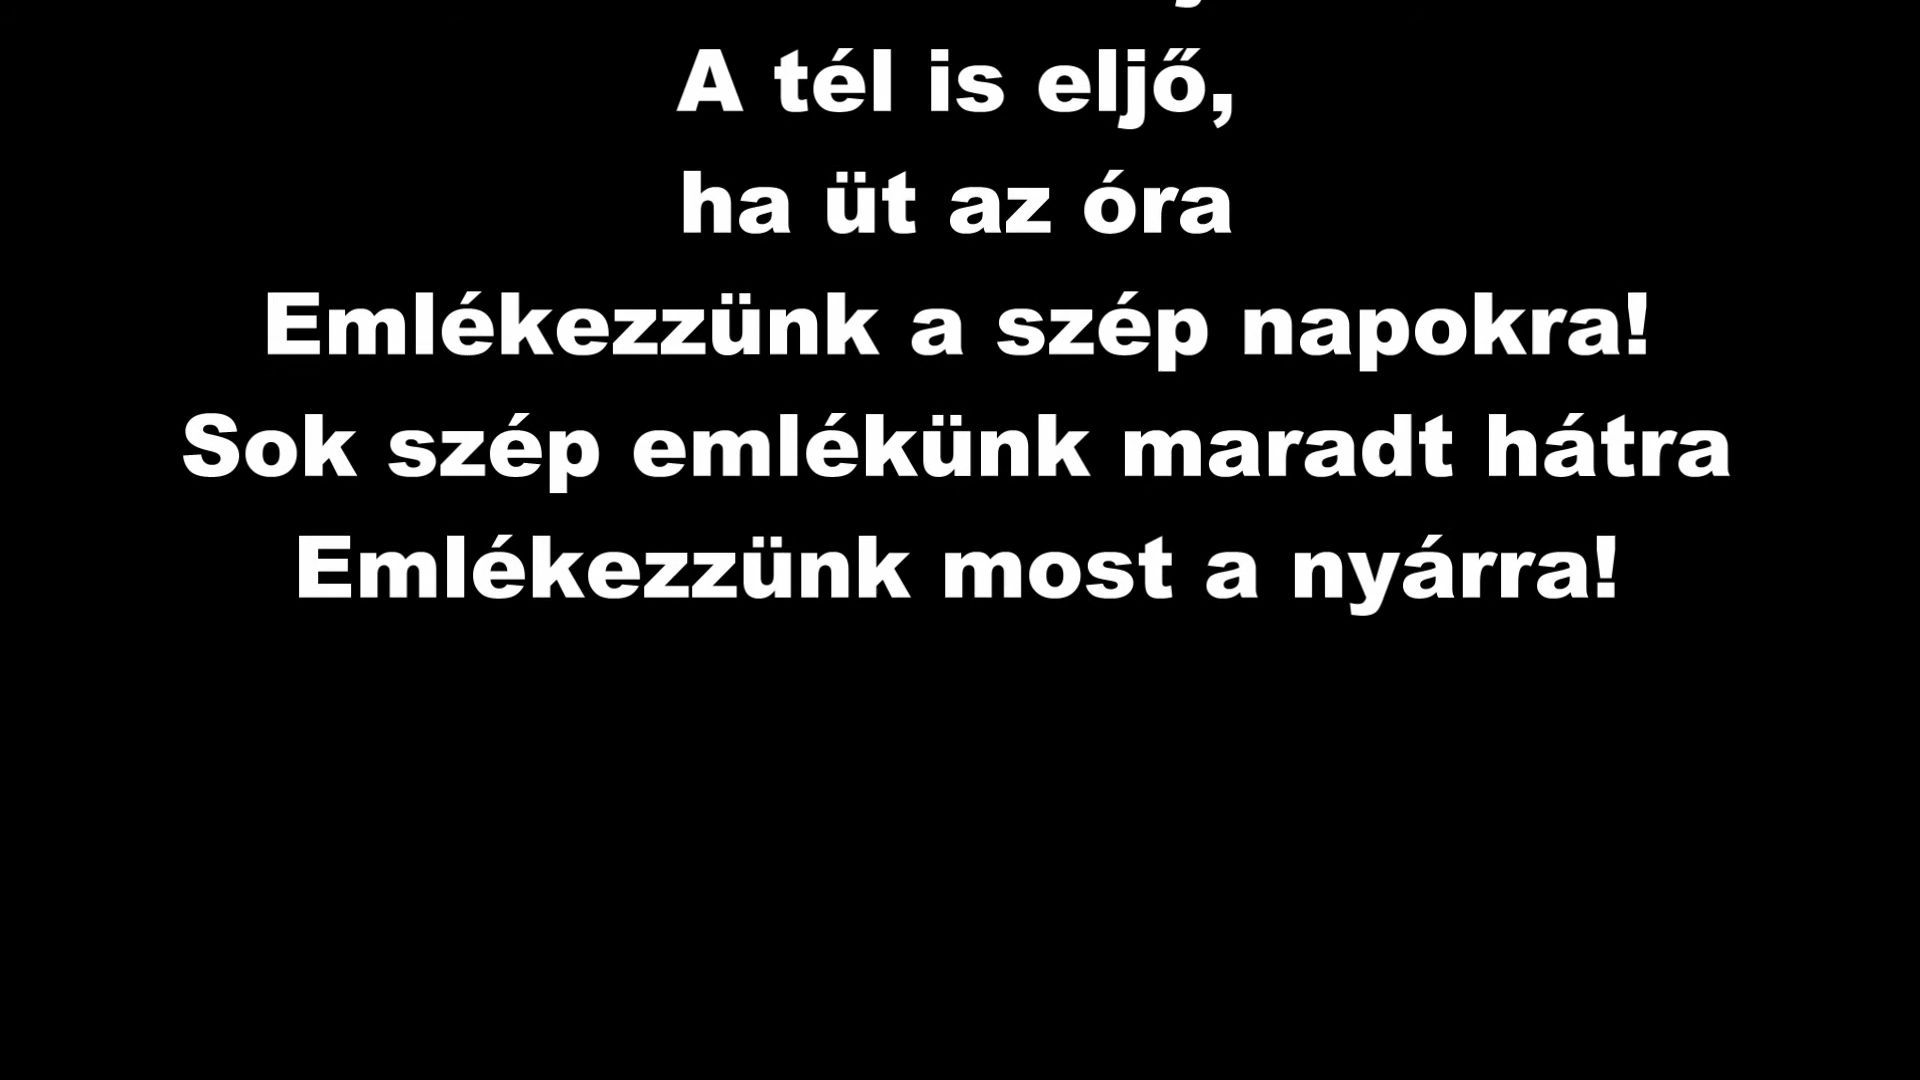 A tél is eljő,
ha üt az óra
Emlékezzünk a szép napokra!
Sok szép emlékünk maradt hátra
Emlékezzünk most a nyárra!